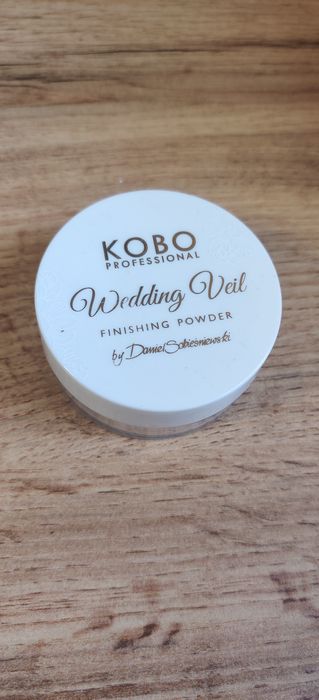 KOBO
PROFESSIONAL
Wedding Veil
FINISHING POWDER
by Daniel Sobieśniewski